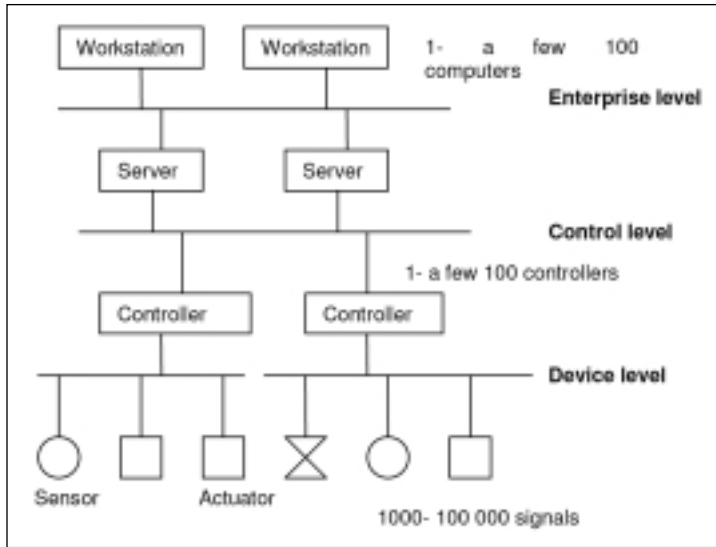 Workstation
Workstation
1- a few 100
computers
Enterprise level
Server
Server
Control level
1- a few 100 controllers
Controller
Controller
Device level
Sensor
Actuator
1000- 100 000 signals